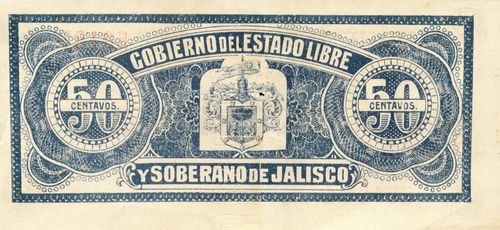 GOBIERNO DEL ESTADO LIBRE
50
CENTAVOS.
50
CENTAVOS.
Y SOBERANO DE JALISCO